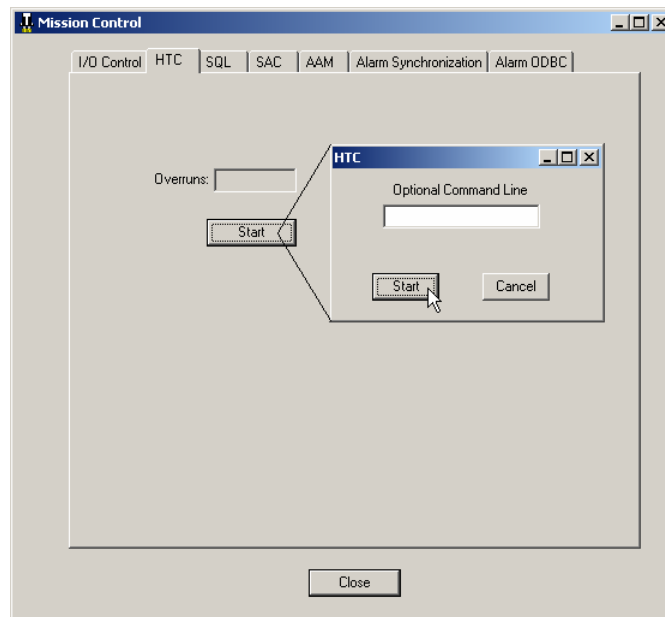 Mission Control
I/O Control HTC SQL SAC AAM Alarm Synchronization Alarm ODBC
Overruns:
Start
HTC
Optional Command Line
Start Cancel
Close